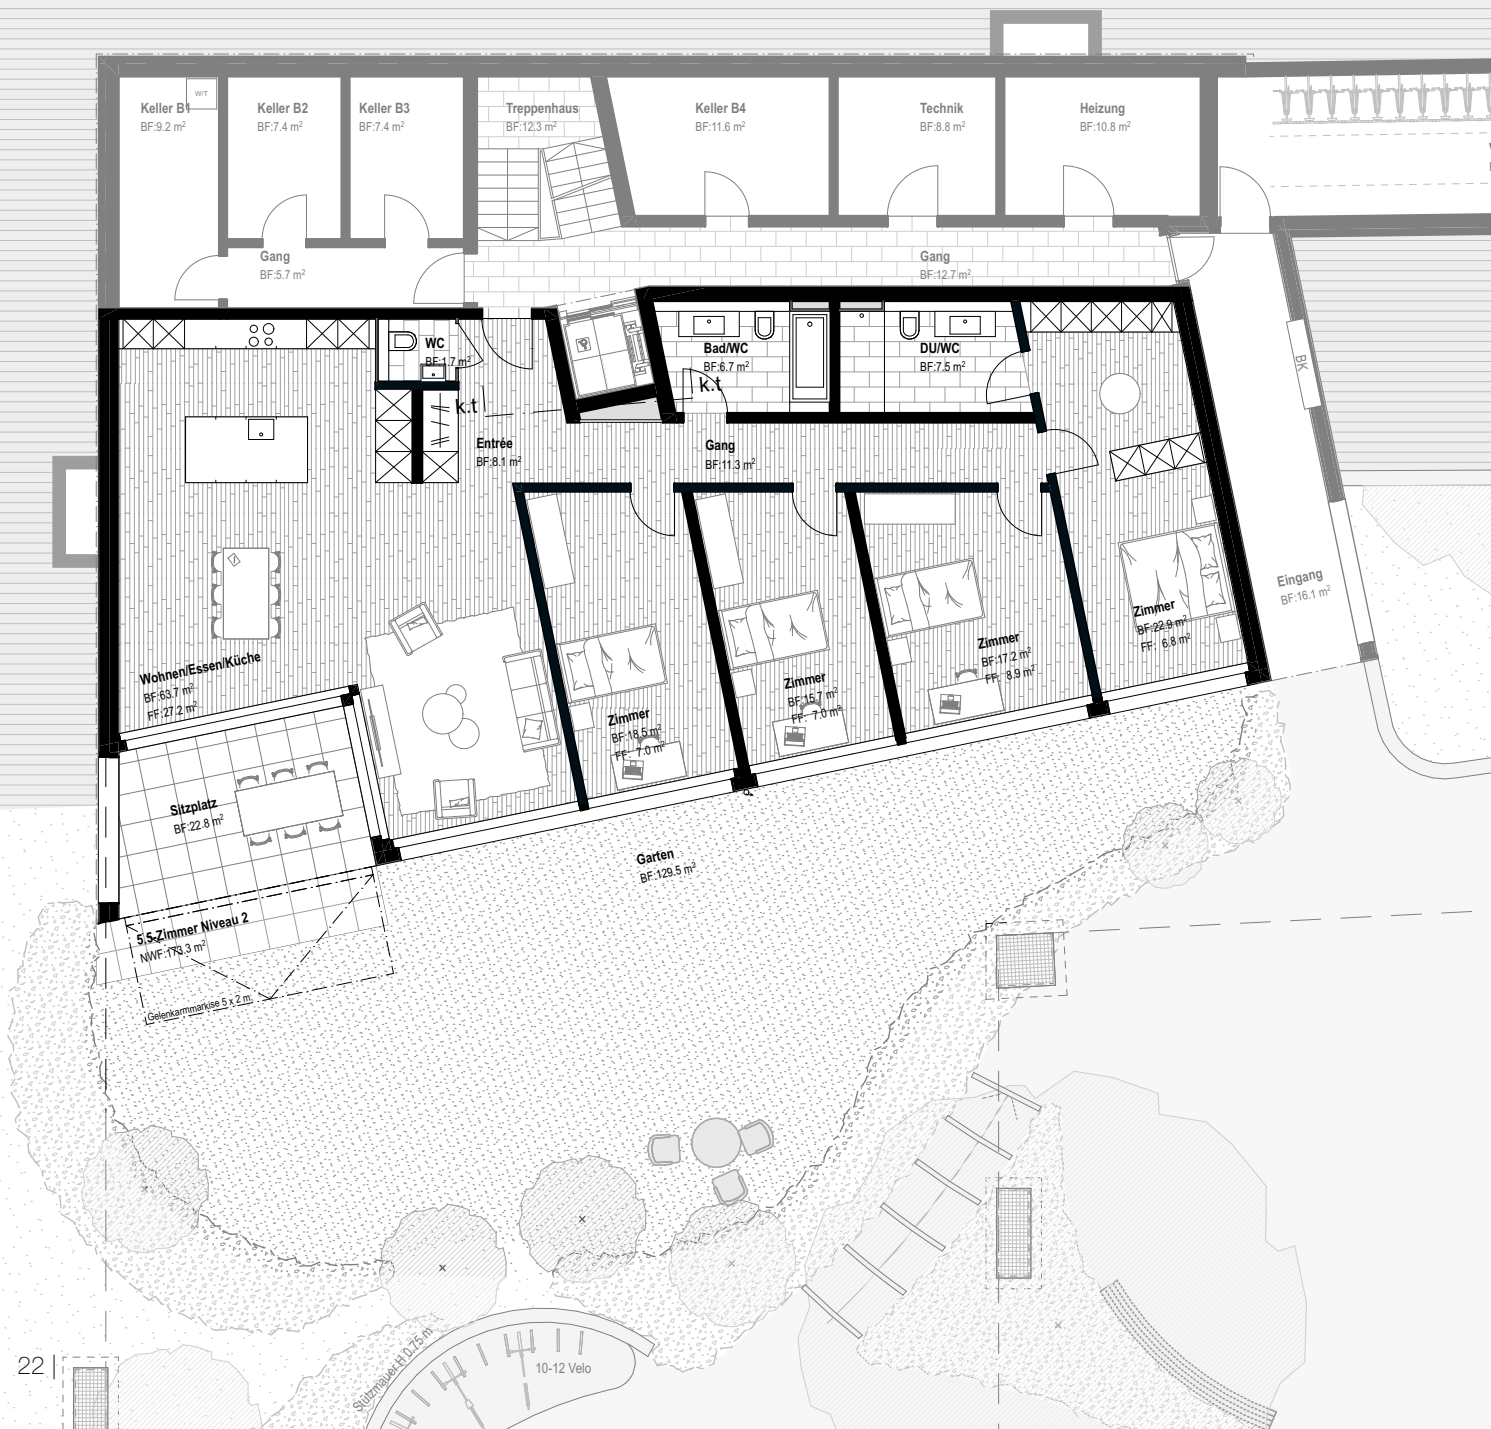 Keller B1
BF:9.2 m²
W/T
Keller B2
BF:7.4 m²
Keller B3
BF:7.4 m²
Treppenhaus
BF:12.3 m²
Keller B4
BF:11.6 m²
Technik
BF:8.8 m²
Heizung
BF:10.8 m²
Gang
BF:5.7 m²
Gang
BF:12.7 m²
WC
BF:1.7 m²
Bad/WC
BF:6.7 m²
DU/WC
BF:7.5 m²
k.t
k.t
BK
Entrée
BF:8.1 m²
Gang
BF:11.3 m²
Eingang
BF:16.1 m²
Zimmer
BF:22.9 m²
FF: 6.8 m²
Zimmer
BF:17.2 m²
FF: 8.9 m²
Zimmer
BF:15.7 m²
FF: 7.0 m²
Zimmer
BF:18.5 m²
FF: 7.0 m²
Wohnen/Essen/Küche
BF:63.7 m²
FF:27.2 m²
Sitzplatz
BF:22.8 m²
Garten
BF:129.5 m²
5.5-Zimmer Niveau 2
NWF:173.3 m²
Gelenkarmmarkise 5 x 2 m
Stützmauer H 0.75 m
10-12 Velo
22